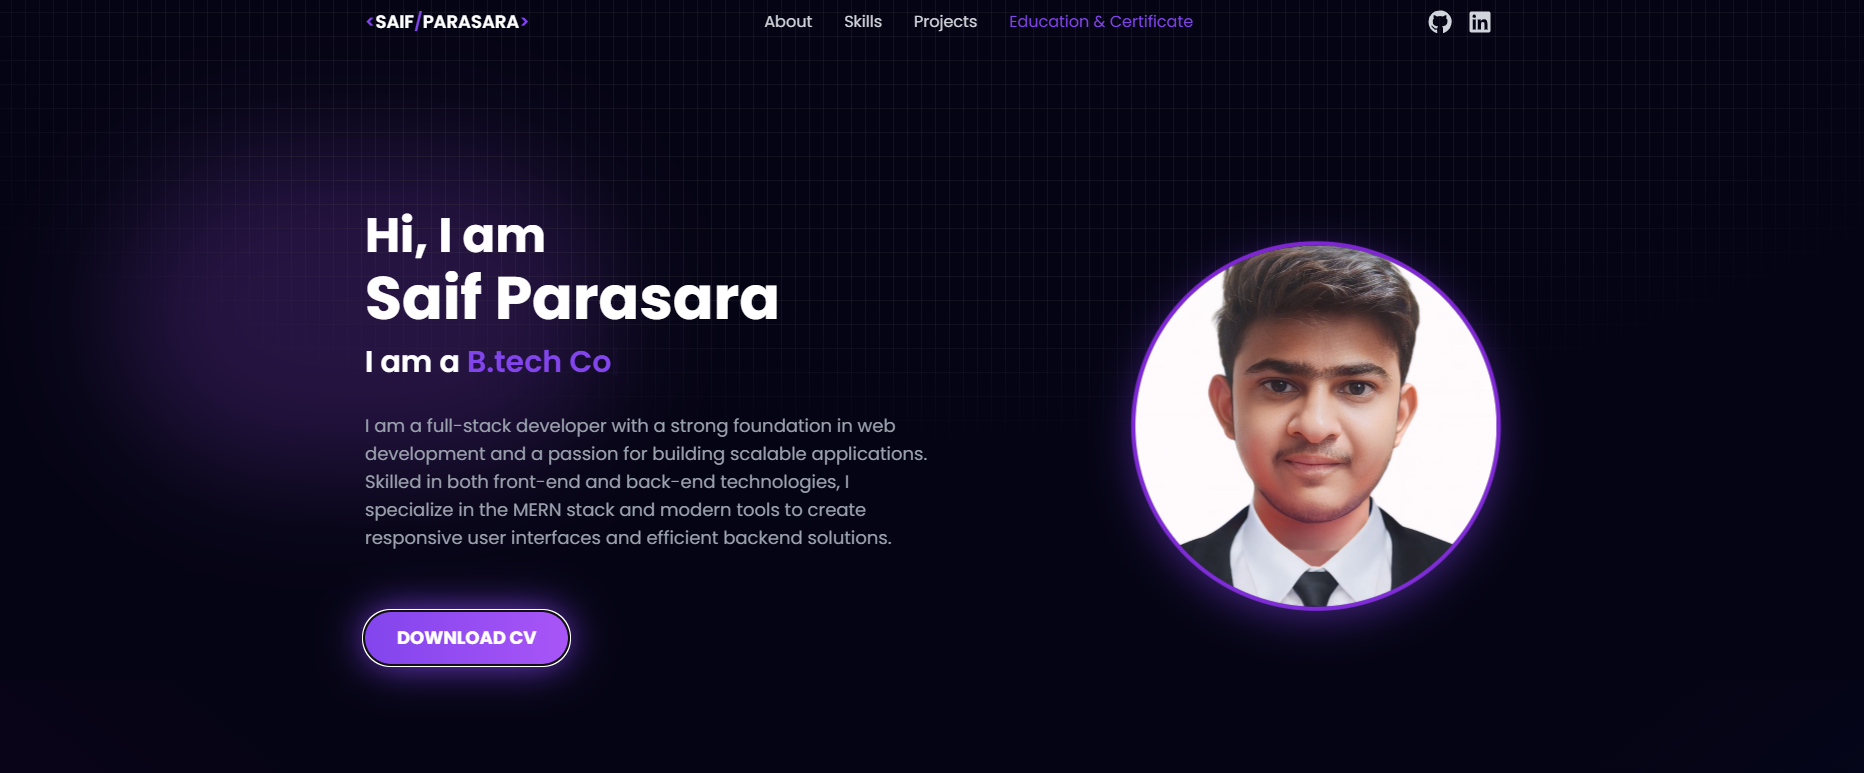 <SAIF/PARASARA>
About Skills Projects Education & Certificate
in
Hi, I am
Saif Parasara
I am a B.tech Co
I am a full-stack developer with a strong foundation in web
development and a passion for building scalable applications.
Skilled in both front-end and back-end technologies, I
specialize in the MERN stack and modern tools to create
responsive user interfaces and efficient backend solutions.
DOWNLOAD CV